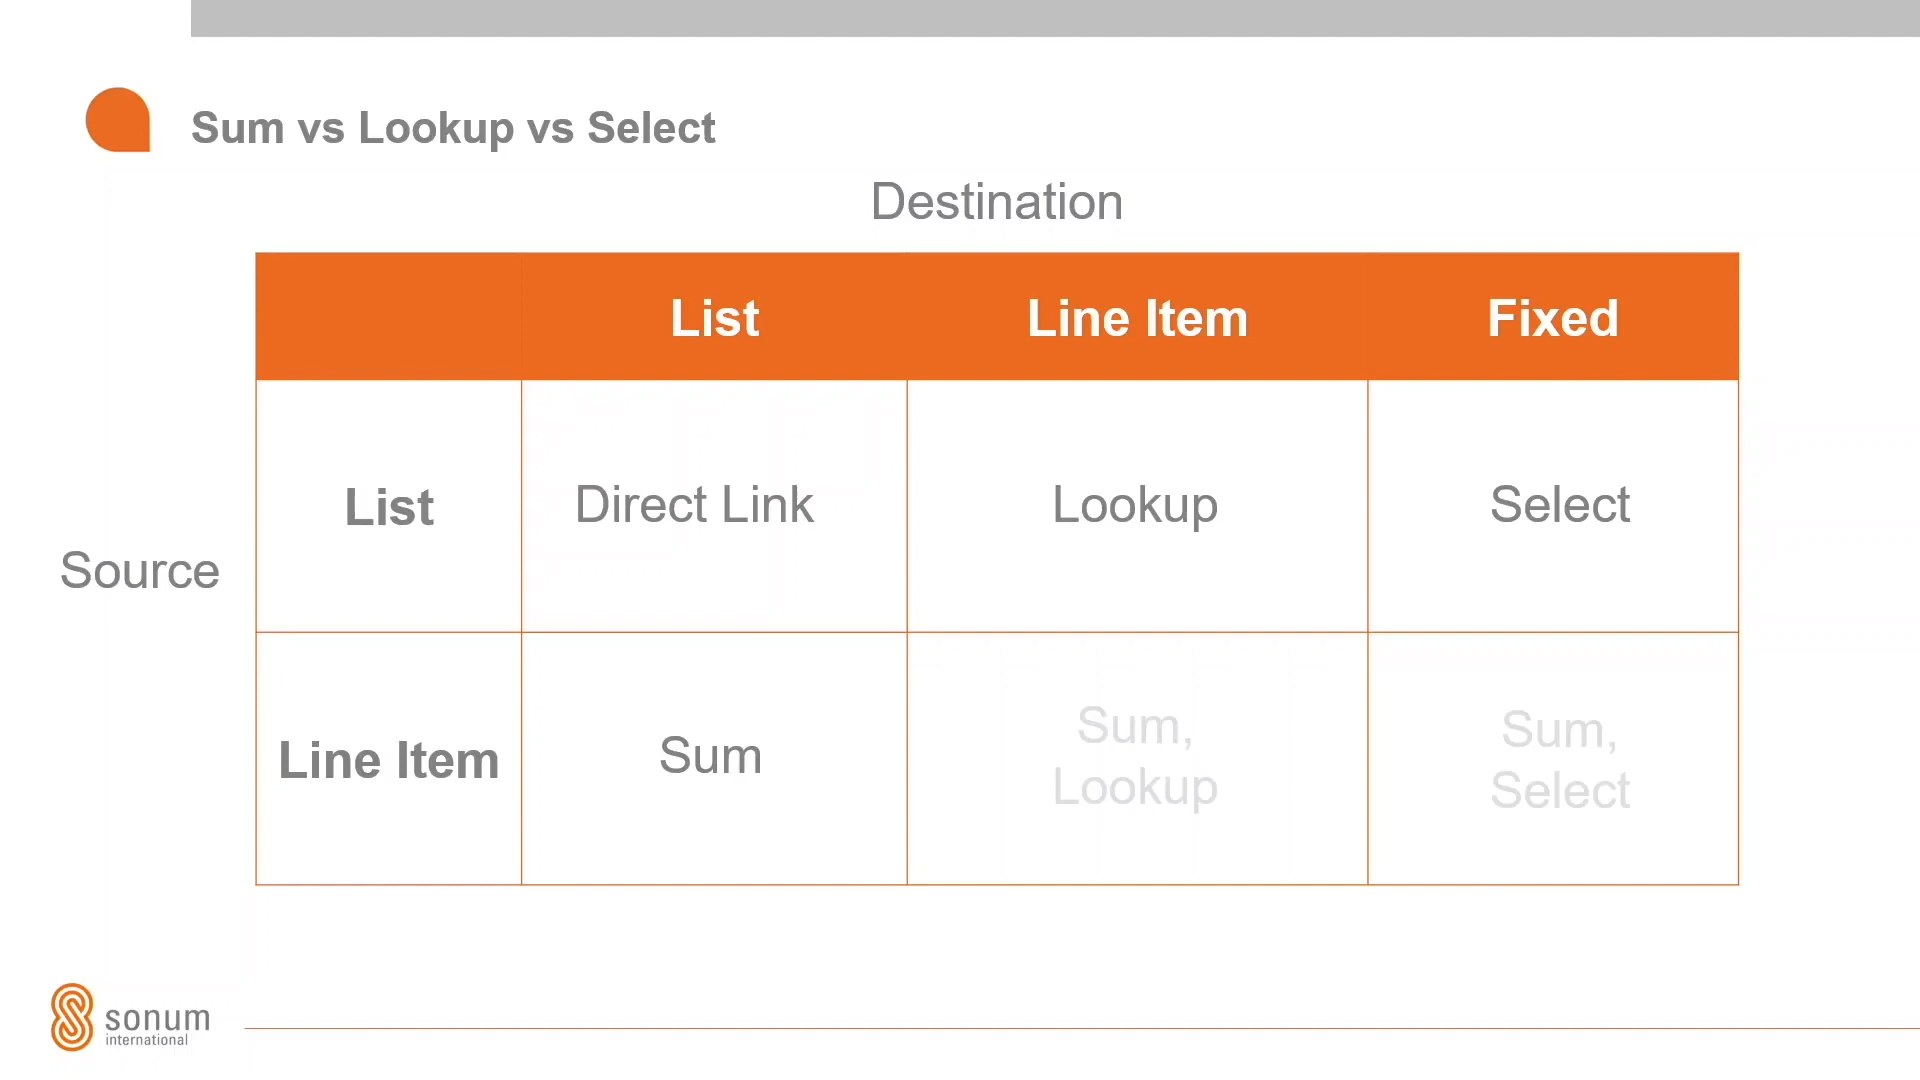 Sum vs Lookup vs Select
Destination
List
Line Item
Fixed
Source
List
Direct Link
Lookup
Select
Line Item
Sum
Sum,
Lookup
Sum,
Select
sonum
international